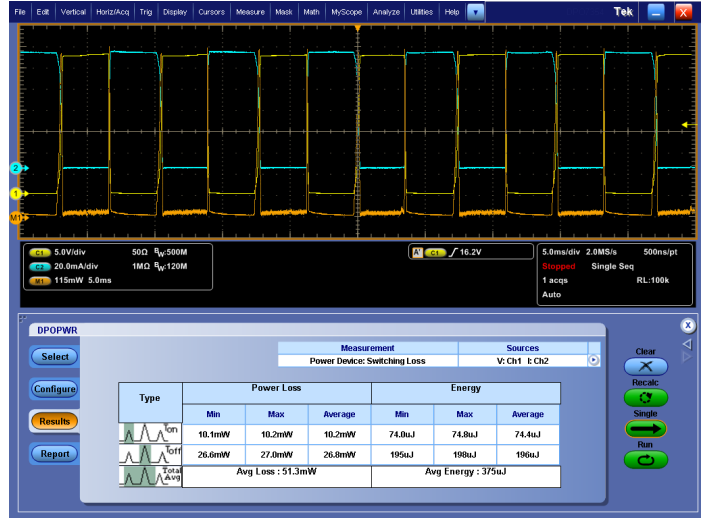 File Edit Vertical Horiz/Acq Trig Display Cursors Measure Mask Math MyScope Analyze Utilities Help Tek X
2
1
M1
C1 5.0V/div 50Ω BW:500M
C2 20.0mA/div 1MΩ BW:120M
M1 115mW 5.0ms
A' C1 ∫ 16.2V
5.0ms/div 2.0MS/s 500ns/pt
Stopped Single Seq
1 acqs RL:100k
Auto
DPOPWR
X
Select
Configure
Results
Report
Measurement Sources
Power Device: Switching Loss V: Ch1 I: Ch2
Type Power Loss Energy
Min Max Average Min Max Average
Ton 10.1mW 10.2mW 10.2mW 74.0uJ 74.8uJ 74.4uJ
Toff 26.6mW 27.0mW 26.8mW 195uJ 198uJ 196uJ
Total Avg Avg Loss : 51.3mW Avg Energy : 375uJ
Clear
Recalc
Single
Run